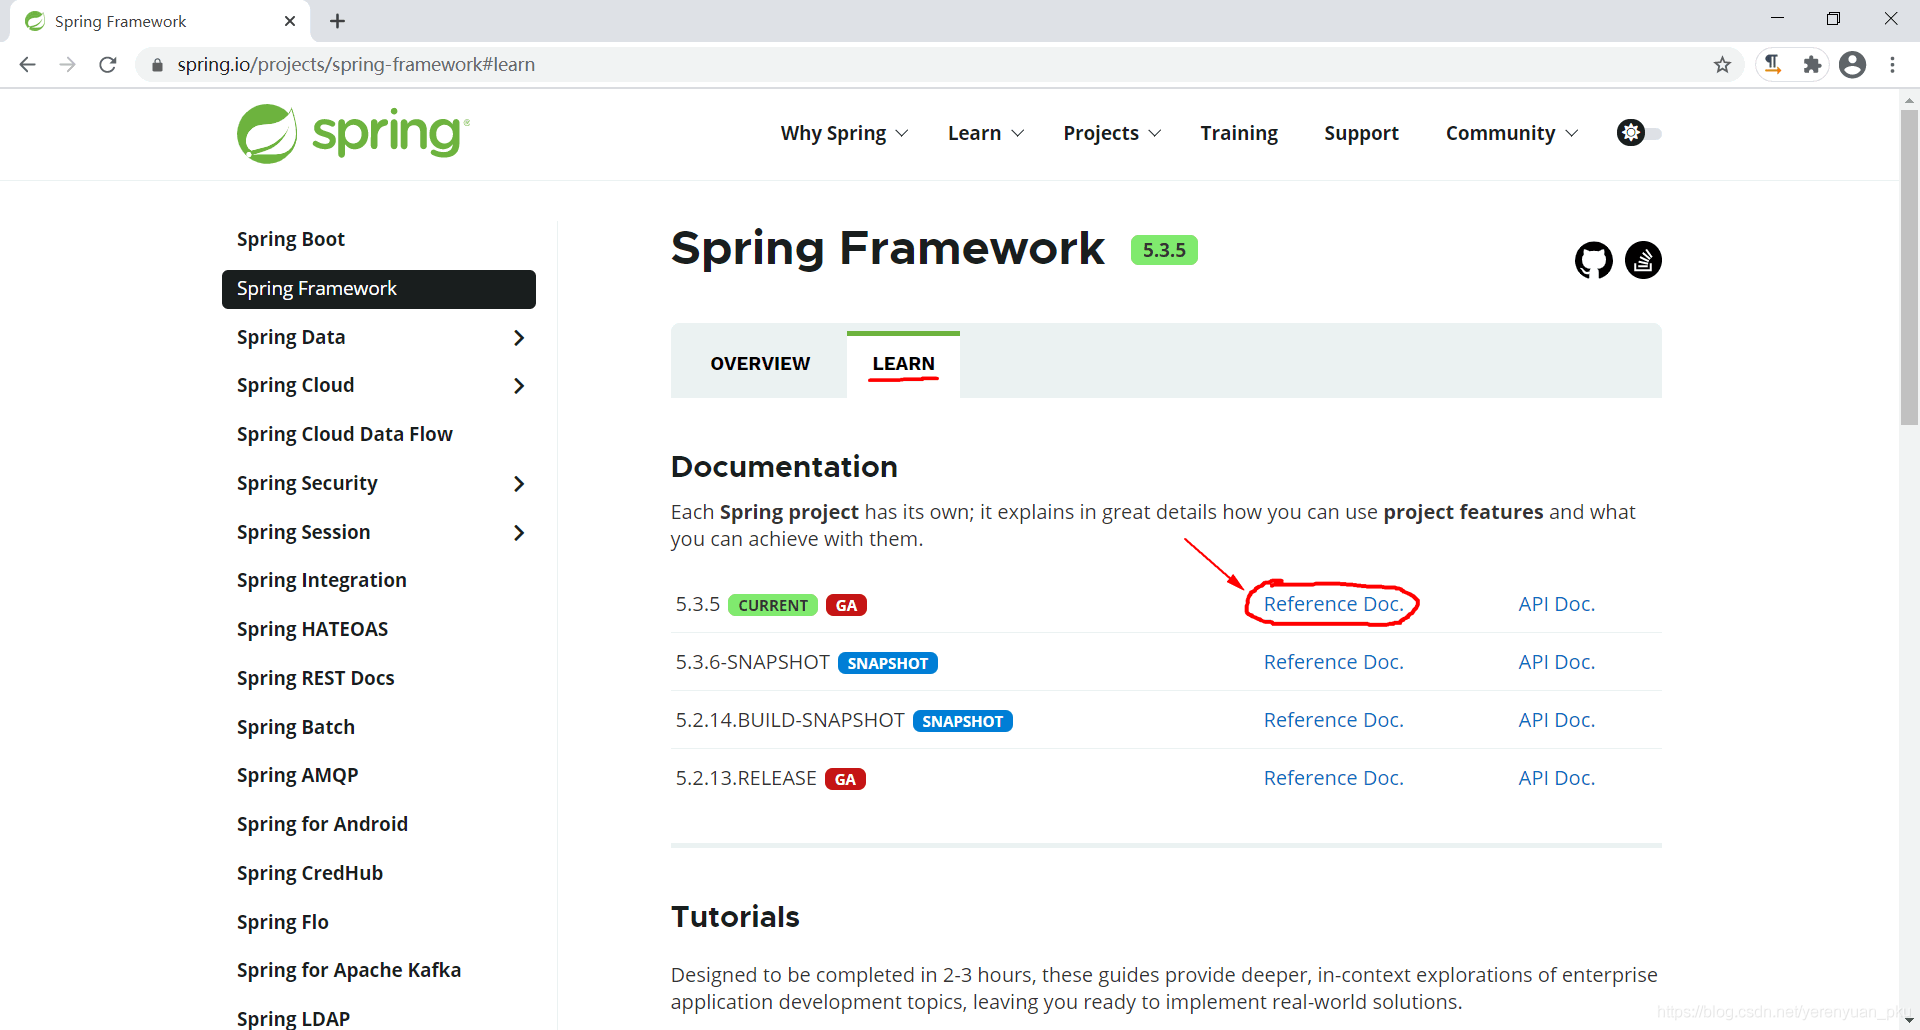 Spring Framework
spring.io/projects/spring-framework#learn
spring®
Why Spring
Learn
Projects
Training
Support
Community
Spring Boot
Spring Framework
Spring Data
Spring Cloud
Spring Cloud Data Flow
Spring Security
Spring Session
Spring Integration
Spring HATEOAS
Spring REST Docs
Spring Batch
Spring AMQP
Spring for Android
Spring CredHub
Spring Flo
Spring for Apache Kafka
Spring LDAP
Spring Framework 5.3.5
OVERVIEW
LEARN
Documentation
Each Spring project has its own; it explains in great details how you can use project features and what
you can achieve with them.
5.3.5 CURRENT GA Reference Doc. API Doc.
5.3.6-SNAPSHOT SNAPSHOT Reference Doc. API Doc.
5.2.14.BUILD-SNAPSHOT SNAPSHOT Reference Doc. API Doc.
5.2.13.RELEASE GA Reference Doc. API Doc.
Tutorials
Designed to be completed in 2-3 hours, these guides provide deeper, in-context explorations of enterprise
application development topics, leaving you ready to implement real-world solutions.
https://blog.csdn.net/yerenyuan_pku